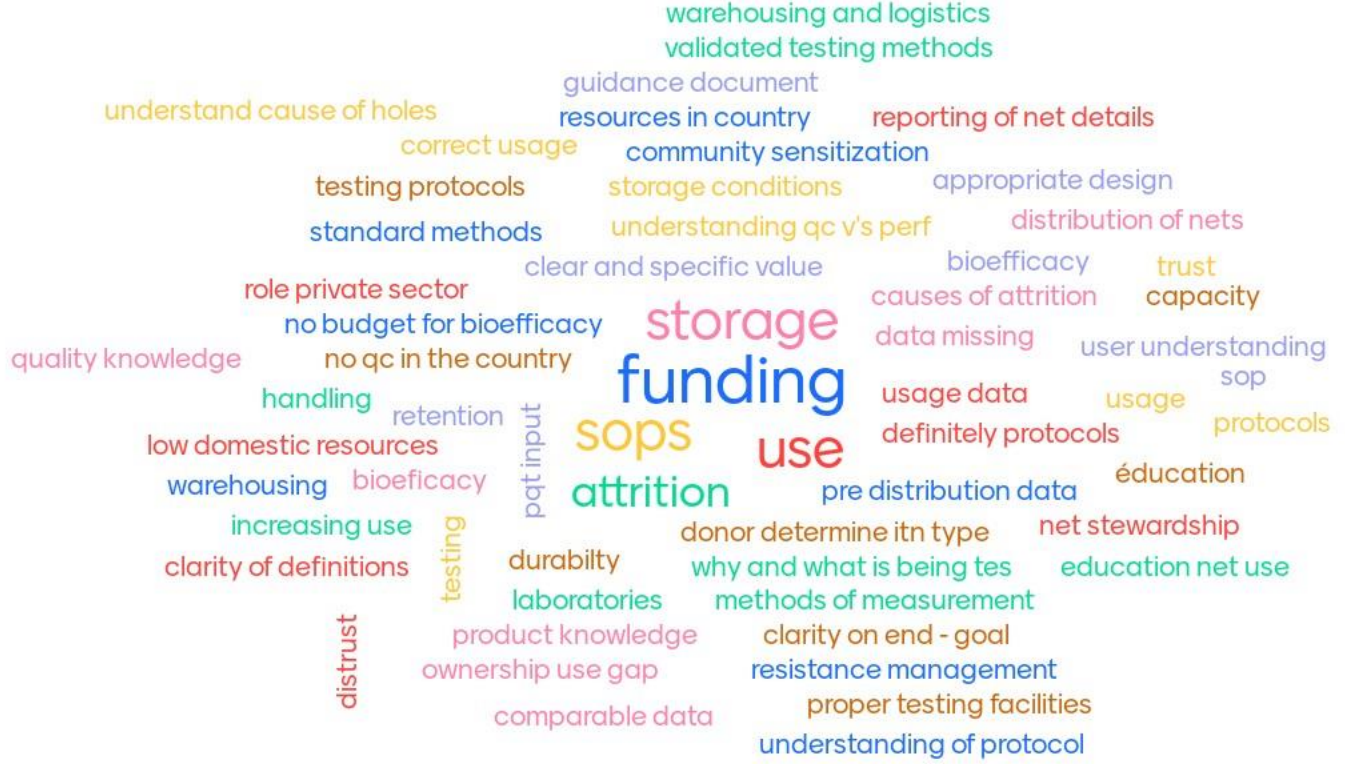 warehousing and logistics
validated testing methods
guidance document
understand cause of holes
resources in country
reporting of net details
correct usage
community sensitization
testing protocols
storage conditions
appropriate design
standard methods
understanding qc v's perf
distribution of nets
clear and specific value
bioefficacy
trust
role private sector
causes of attrition
capacity
no budget for bioefficacy
storage
data missing
quality knowledge
no qc in the country
user understanding
funding
sop
handling
retention
usage data
usage
pqt input
sops
low domestic resources
use
definitely protocols
protocols
warehousing
bioeficacy
attrition
pre distribution data
éducation
increasing use
testing
donor determine itn type
net stewardship
clarity of definitions
durabilty
why and what is being tes
education net use
laboratories
methods of measurement
distrust
product knowledge
clarity on end - goal
ownership use gap
resistance management
comparable data
proper testing facilities
understanding of protocol